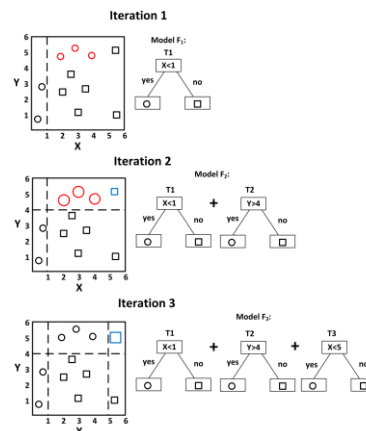 Iteration 1
Model F₁:
T1
X<1
yes
no
Y
6
5
4
3
2
1
1 2 3 4 5 6
X
Iteration 2
Model F₂:
T1
X<1
yes
no
+
T2
Y>4
yes
no
Y
6
5
4
3
2
1
1 2 3 4 5 6
X
Iteration 3
Model F₃:
T1
X<1
yes
no
+
T2
Y>4
yes
no
+
T3
X<5
yes
no
Y
6
5
4
3
2
1
1 2 3 4 5 6
X